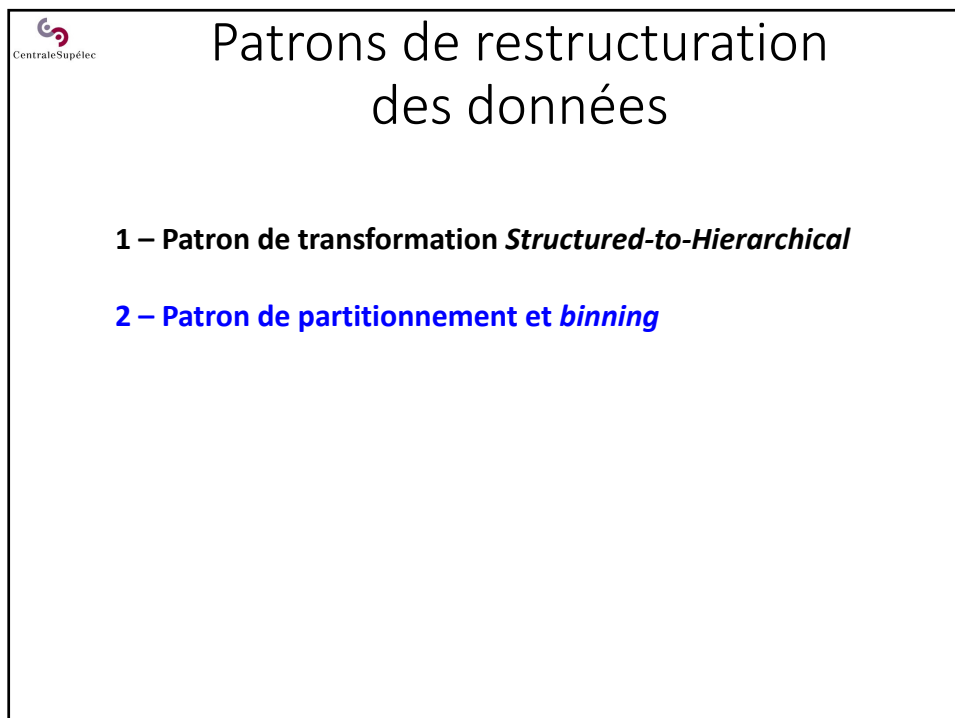 CentraleSupélec
Patrons de restructuration
des données
1 – Patron de transformation Structured-to-Hierarchical
2 – Patron de partitionnement et binning